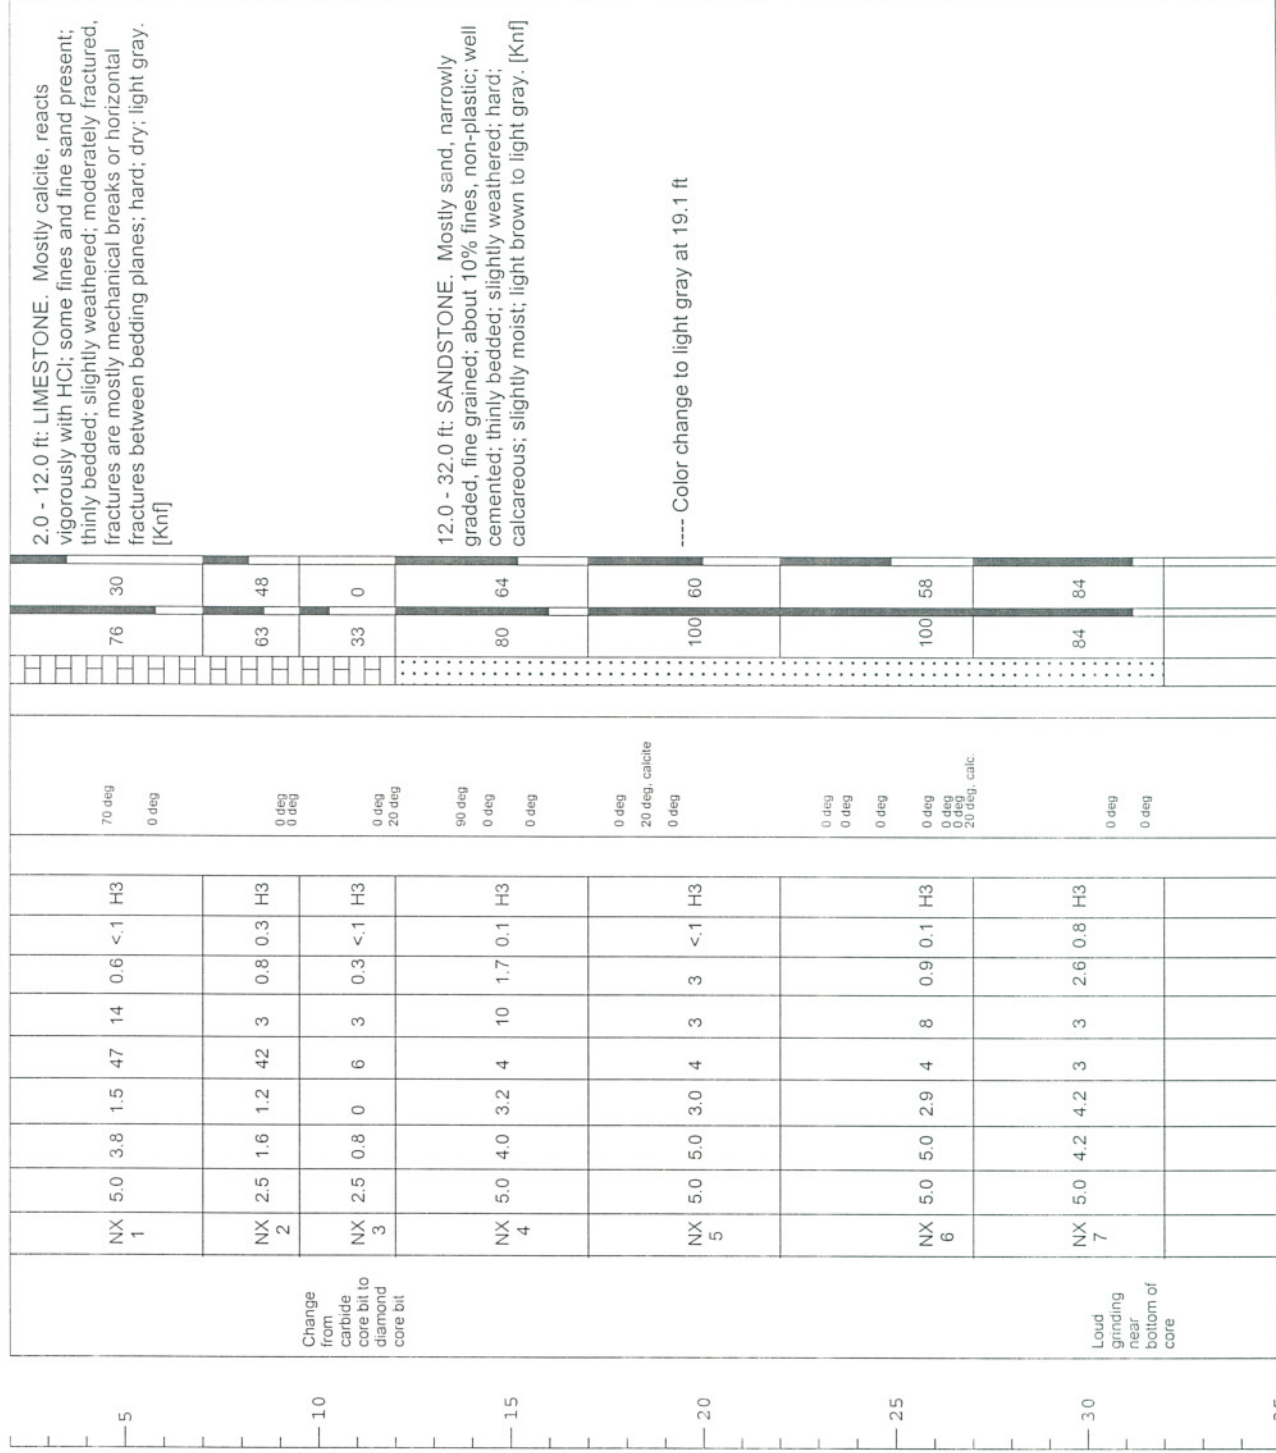 2.0 - 12.0 ft: LIMESTONE. Mostly calcite, reacts
vigorously with HCl; some fines and fine sand present;
thinly bedded; slightly weathered; moderately fractured,
fractures are mostly mechanical breaks or horizontal
fractures between bedding planes; hard; dry; light gray.
[Knf]
12.0 - 32.0 ft: SANDSTONE. Mostly sand, narrowly
graded, fine grained; about 10% fines, non-plastic; well
cemented; thinly bedded; slightly weathered; hard;
calcareous; slightly moist; light brown to light gray. [Knf]
---- Color change to light gray at 19.1 ft
30
48
0
64
60
58
84
76
63
33
80
100
100
84
70 deg
0 deg
0 deg
0 deg
0 deg
20 deg
90 deg
0 deg
0 deg
0 deg
20 deg, calcite
0 deg
0 deg
0 deg
0 deg
0 deg
0 deg
0 deg
20 deg, calc.
0 deg
0 deg
NX 5.0 3.8 1.5 47 14 0.6 <.1 H3
1
NX 2.5 1.6 1.2 42 3 0.8 0.3 H3
2
NX 2.5 0.8 0 6 3 0.3 <.1 H3
3
NX 5.0 4.0 3.2 4 10 1.7 0.1 H3
4
NX 5.0 5.0 3.0 4 3 3 <.1 H3
5
NX 5.0 5.0 2.9 4 8 0.9 0.1 H3
6
NX 5.0 4.2 4.2 3 3 2.6 0.8 H3
7
Change
from
carbide
core bit to
diamond
core bit
Loud
grinding
near
bottom of
core
5
10
15
20
25
30